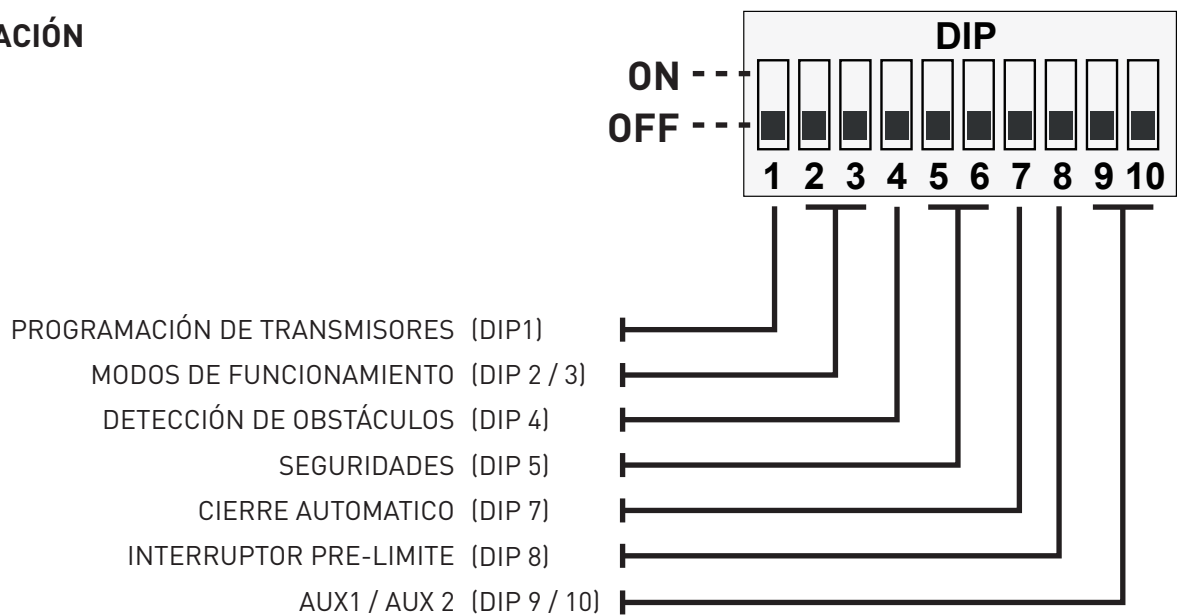 ACIÓN
DIP
ON ---
OFF ---
1 2 3 4 5 6 7 8 9 10
PROGRAMACIÓN DE TRANSMISORES (DIP1)
MODOS DE FUNCIONAMIENTO (DIP 2 / 3)
DETECCIÓN DE OBSTÁCULOS (DIP 4)
SEGURIDADES (DIP 5)
CIERRE AUTOMATICO (DIP 7)
INTERRUPTOR PRE-LIMITE (DIP 8)
AUX1 / AUX 2 (DIP 9 / 10)